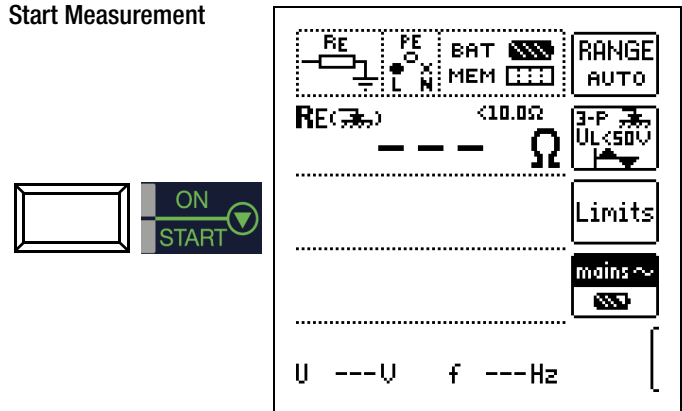 Start Measurement
ON
START
RE
PE
L N
BAT
MEM
RANGE
AUTO
RE( ) <10.0Ω
--- Ω
3-P
UL<50V
Limits
mains~
U ---V f ---Hz